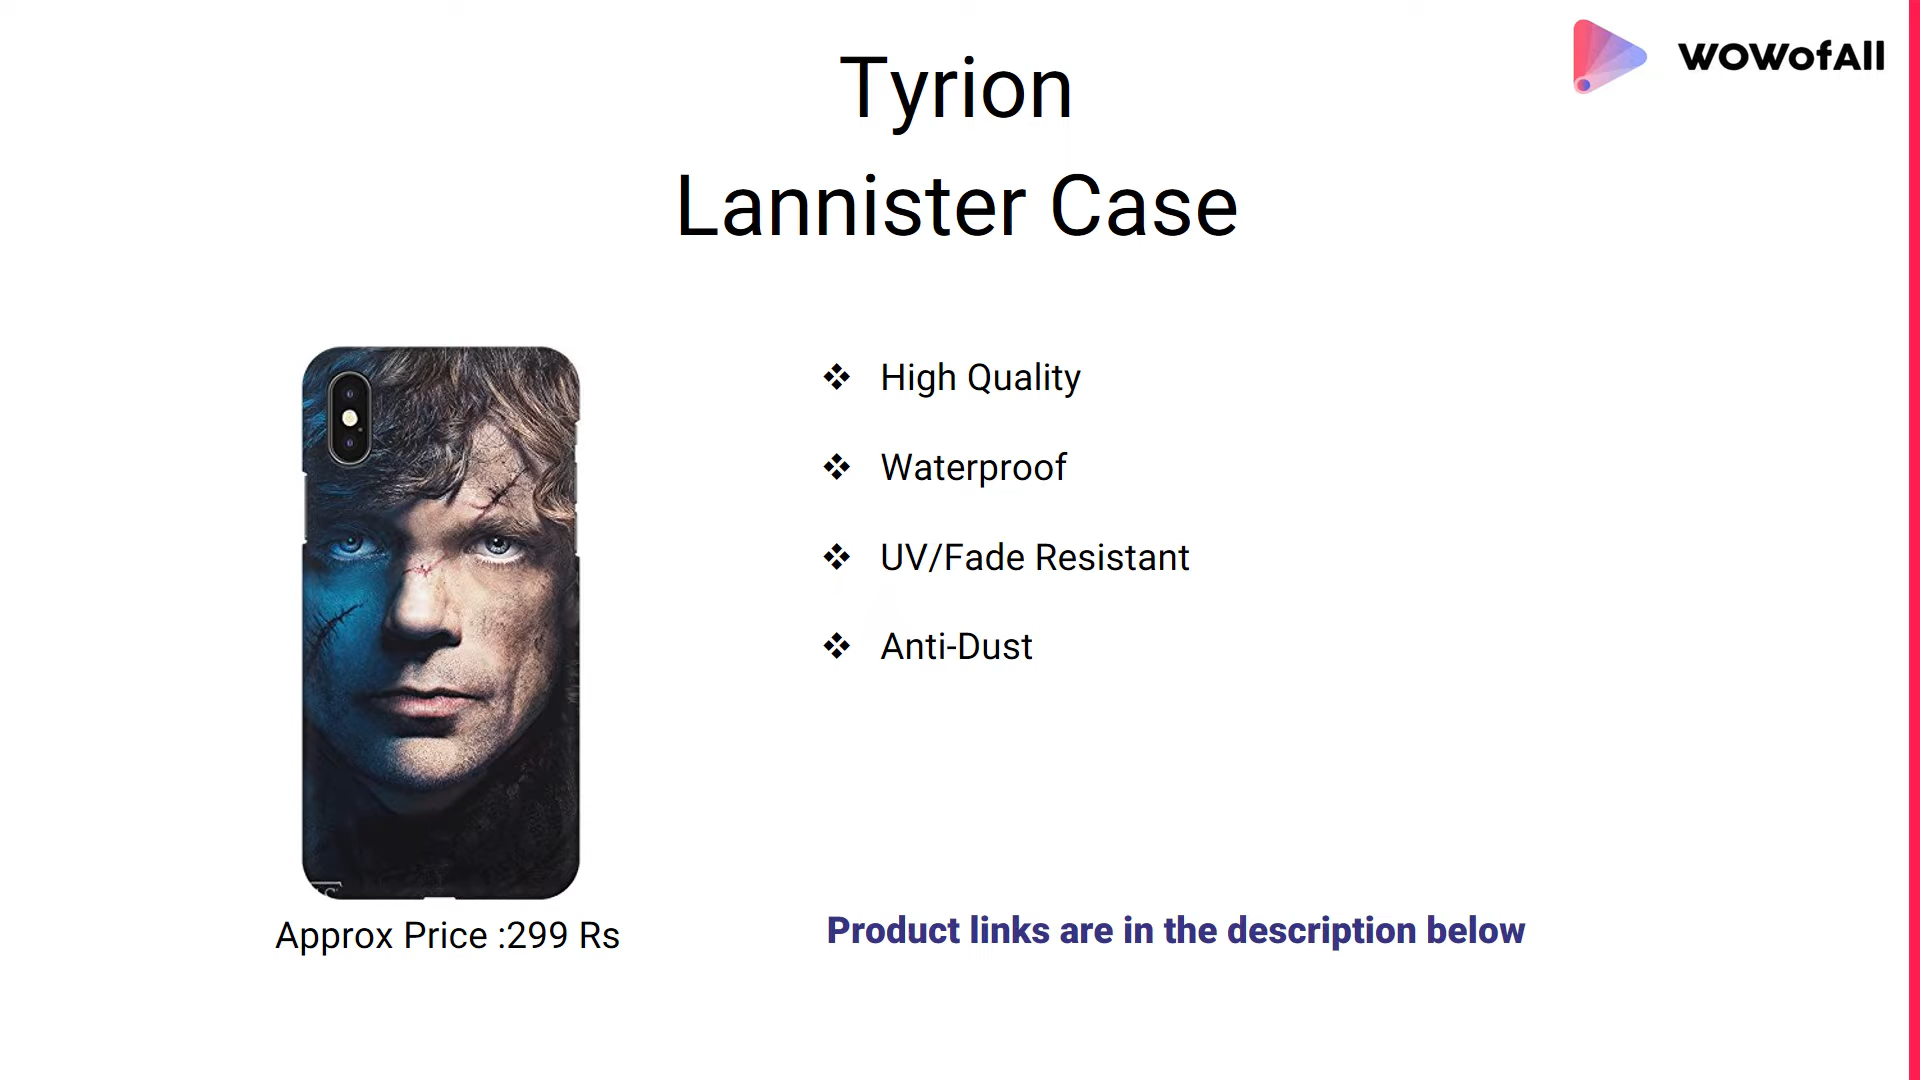 WOWofAll
Tyrion
Lannister Case
❖ High Quality
❖ Waterproof
❖ UV/Fade Resistant
❖ Anti-Dust
Approx Price :299 Rs
Product links are in the description below